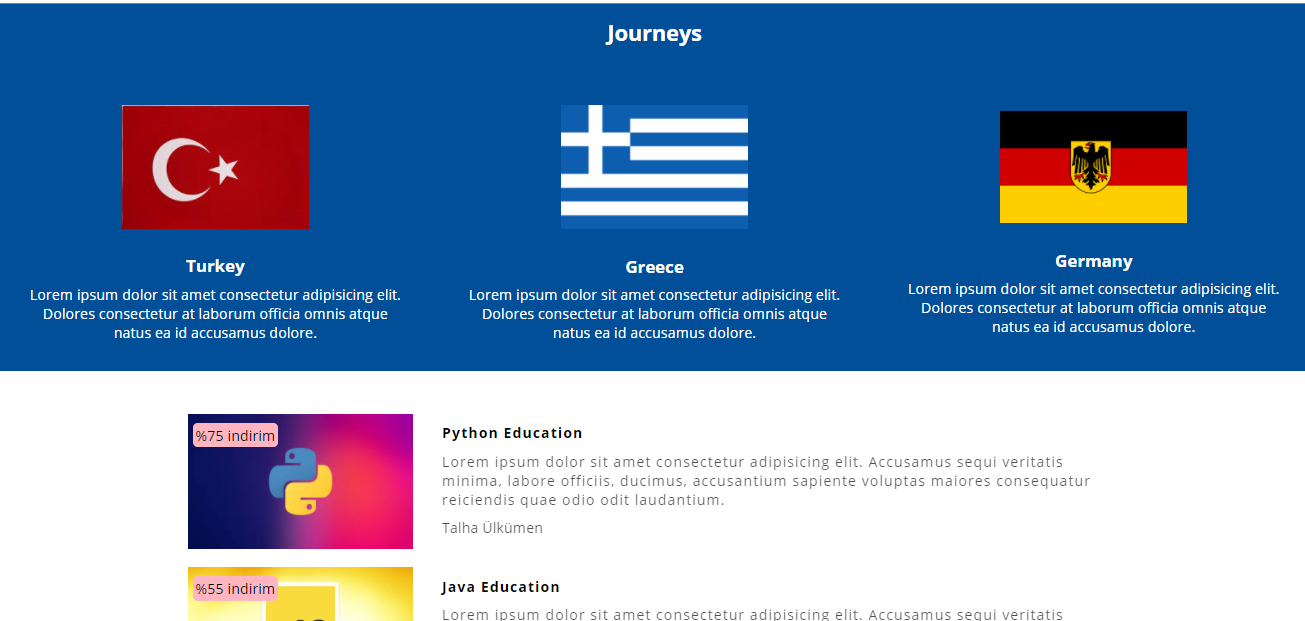 Journeys
Turkey
Lorem ipsum dolor sit amet consectetur adipisicing elit.
Dolores consectetur at laborum officia omnis atque
natus ea id accusamus dolore.
Greece
Lorem ipsum dolor sit amet consectetur adipisicing elit.
Dolores consectetur at laborum officia omnis atque
natus ea id accusamus dolore.
Germany
Lorem ipsum dolor sit amet consectetur adipisicing elit.
Dolores consectetur at laborum officia omnis atque
natus ea id accusamus dolore.
%75 indirim
Python Education
Lorem ipsum dolor sit amet consectetur adipisicing elit. Accusamus sequi veritatis
minima, labore officiis, ducimus, accusantium sapiente voluptas maiores consequatur
reiciendis quae odio odit laudantium.
Talha Ülkümen
%55 indirim
Java Education
Lorem ipsum dolor sit amet consectetur adipisicing elit. Accusamus sequi veritatis